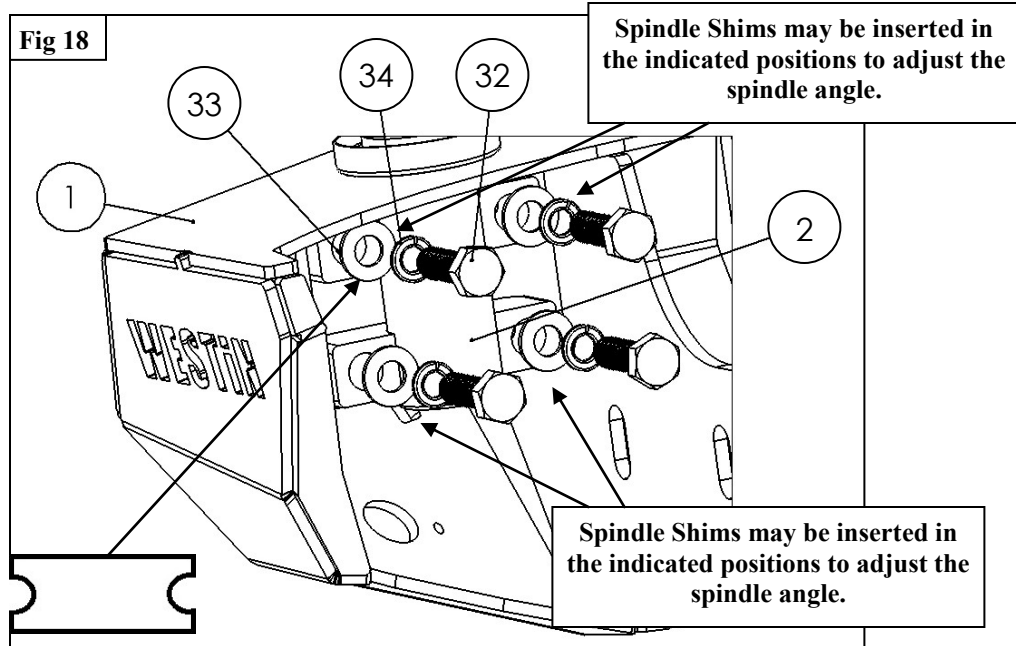 Fig 18
Spindle Shims may be inserted in
the indicated positions to adjust the
spindle angle.
33
34
32
1
2
WESTIN
Spindle Shims may be inserted in
the indicated positions to adjust the
spindle angle.